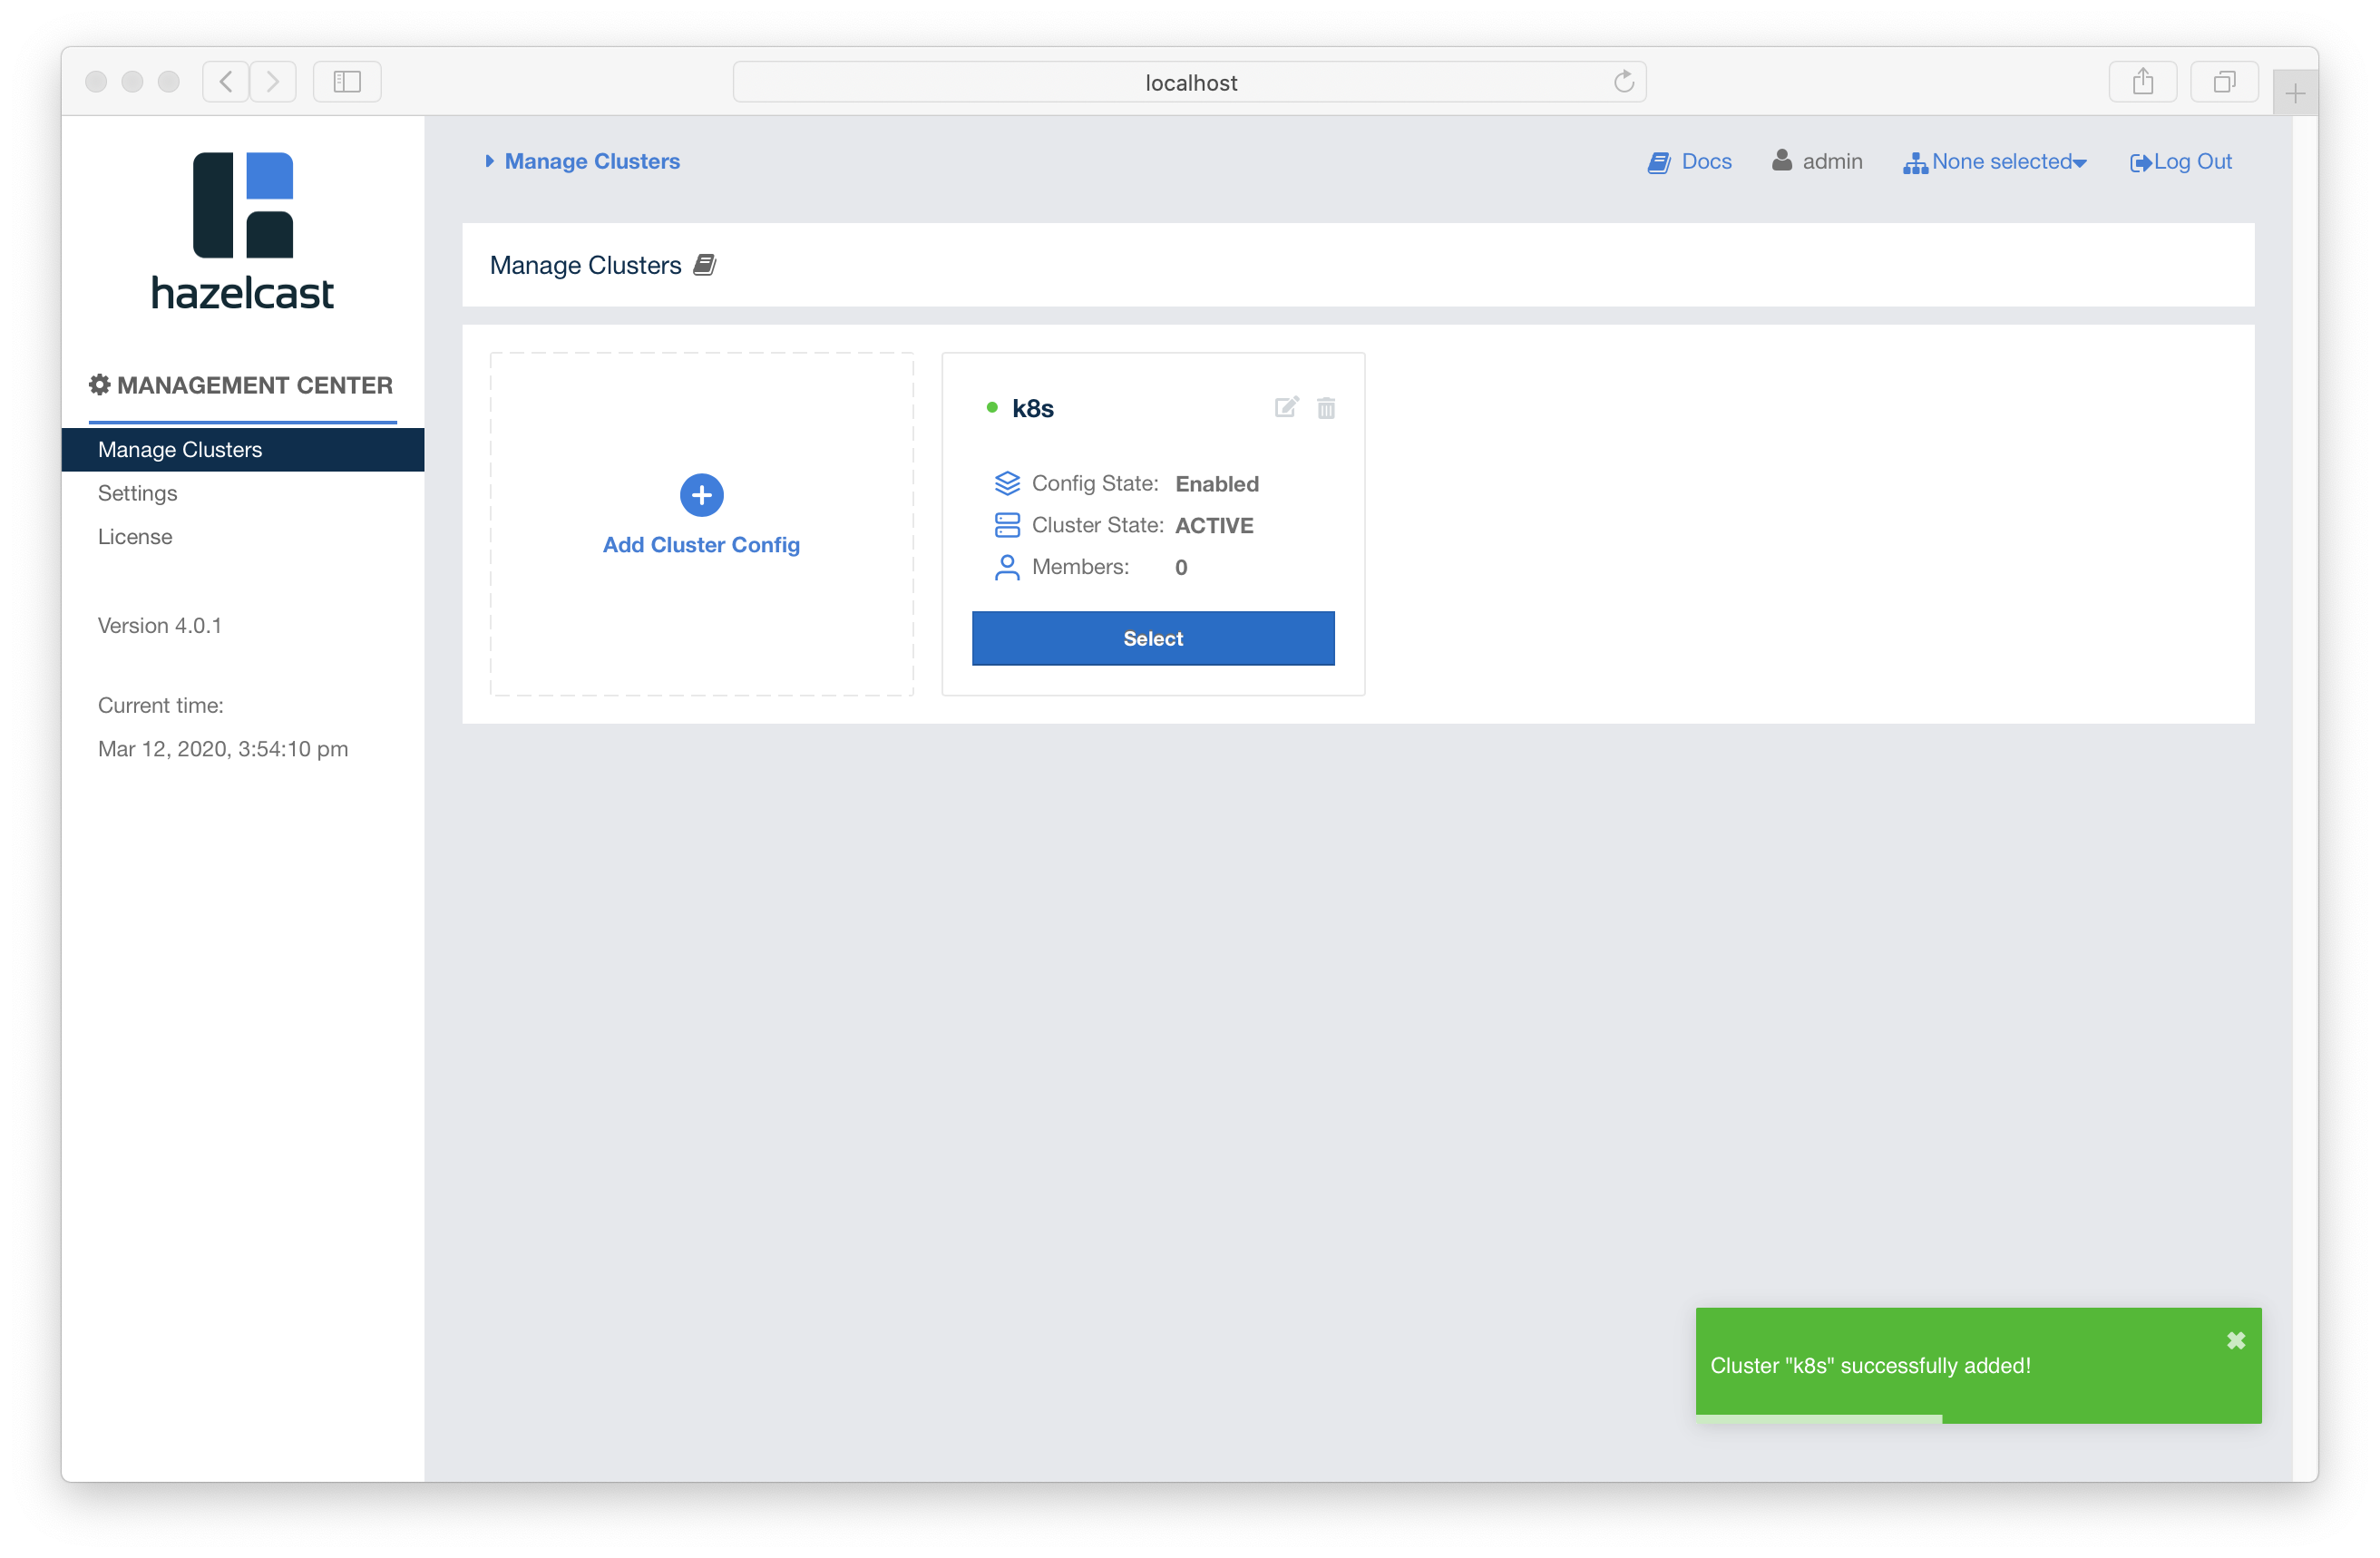 localhost
hazelcast
MANAGEMENT CENTER
Manage Clusters
Settings
License
Version 4.0.1
Current time:
Mar 12, 2020, 3:54:10 pm
Manage Clusters
Docs
admin
None selected
Log Out
Manage Clusters
Add Cluster Config
k8s
Config State: Enabled
Cluster State: ACTIVE
Members: 0
Select
Cluster "k8s" successfully added!